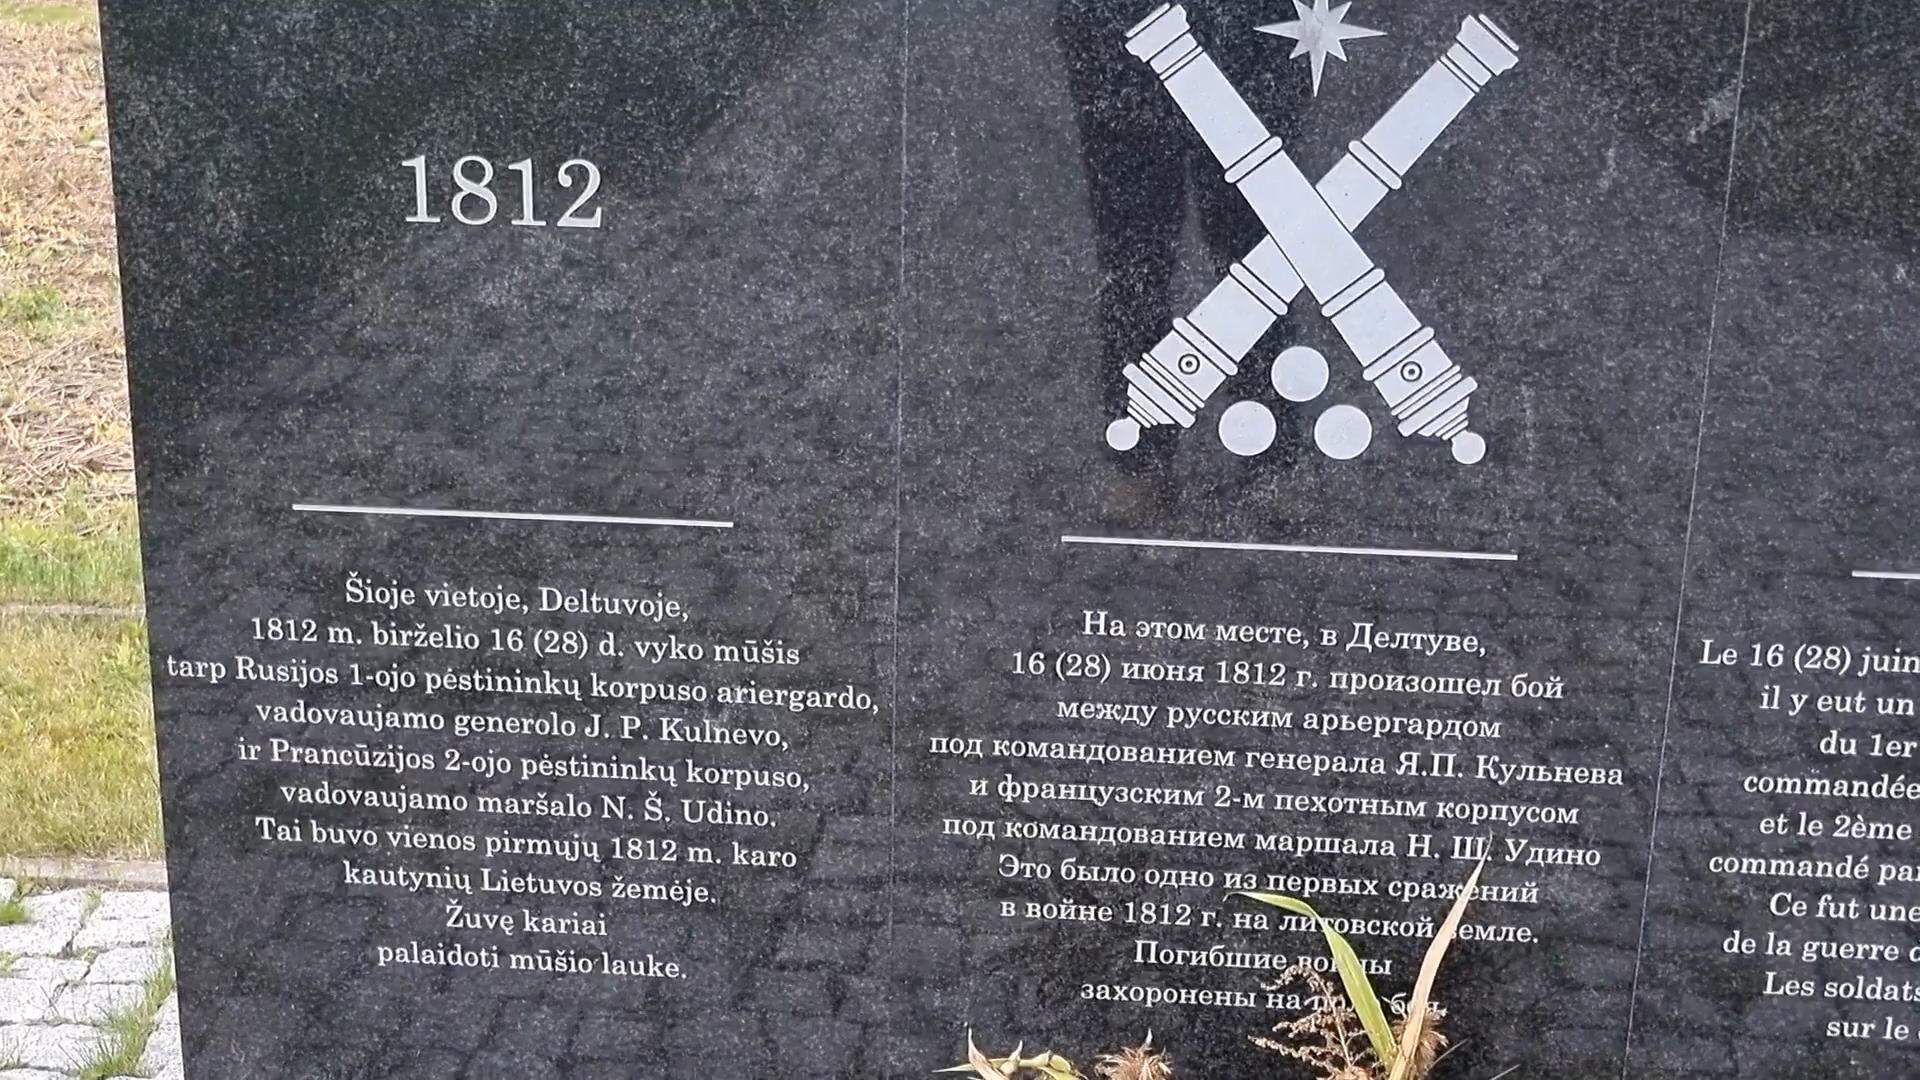 1812
Šioje vietoje, Deltuvoje,
1812 m. birželio 16 (28) d. vyko mūšis
tarp Rusijos 1-ojo pėstininkų korpuso ariergardo,
vadovaujamo generolo J. P. Kulnevo,
ir Prancūzijos 2-ojo pėstininkų korpuso,
vadovaujamo maršalo N. Š. Udino.
Tai buvo vienos pirmųjų 1812 m. karo
kautynių Lietuvos žemėje.
Žuvę kariai
palaidoti mūšio lauke.
На этом месте, в Делтуве,
16 (28) июня 1812 г. произошел бой
между русским арьергардом
под командованием генерала Я.П. Кульнева
и французским 2-м пехотным корпусом
под командованием маршала Н. Ш. Удино
Это было одно из первых сражений
в войне 1812 г. на литовской земле.
Погибшие воины
захоронены на поле боя.
Le 16 (28) juin
il y eut un
du 1er
commandée
et le 2ème
commandé par
Ce fut une
de la guerre
Les soldats
sur le